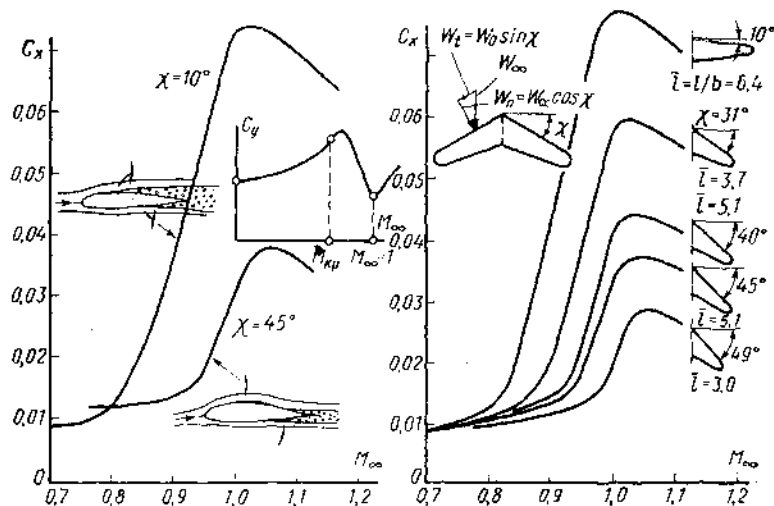 Cx
0,06
0,05
0,04
0,03
0,02
0,01
0
0,7
0,8
0,9
1,0
1,1
1,2
M∞
χ=10°
χ=45°
Cy
Mкр
M∞=1
M∞
Cx
0,06
0,05
0,04
0,03
0,02
0,01
0
0,7
0,8
0,9
1,0
1,1
1,2
M∞
Wt=W0 sinχ
W∞
Wn=W∞ cosχ
χ
10°
l̄=l/b=6,4
χ=31°
l̄=3,7
l̄=5,1
40°
45°
l̄=5,1
49°
l̄=3,0